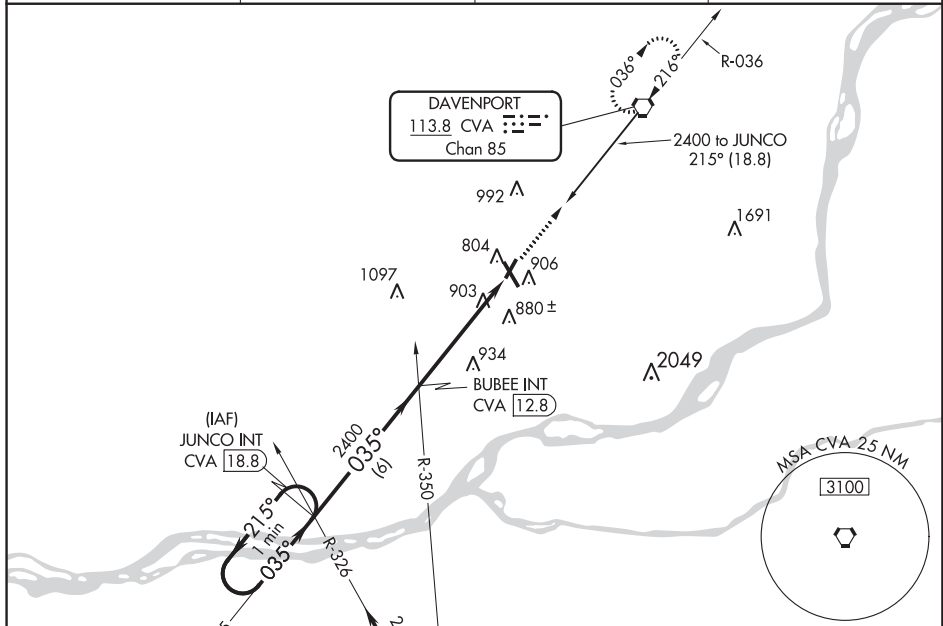 036°
216°
R-036
DAVENPORT
113.8 CVA
Chan 85
2400 to JUNCO
215° (18.8)
992
1691
804
906
1097
903
880 ±
934
2049
BUBEE INT
CVA 12.8
(IAF)
JUNCO INT
CVA 18.8
2400
035°
(6)
R-350
MSA CVA 25 NM
3100
215°
1 min
035°
R-326
2